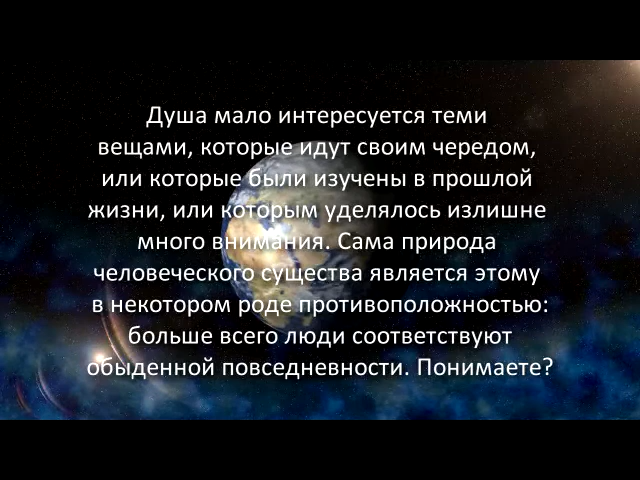 Душа мало интересуется теми
вещами, которые идут своим чередом,
или которые были изучены в прошлой
жизни, или которым уделялось излишне
много внимания. Сама природа
человеческого существа является этому
в некотором роде противоположностью:
больше всего люди соответствуют
обыденной повседневности. Понимаете?